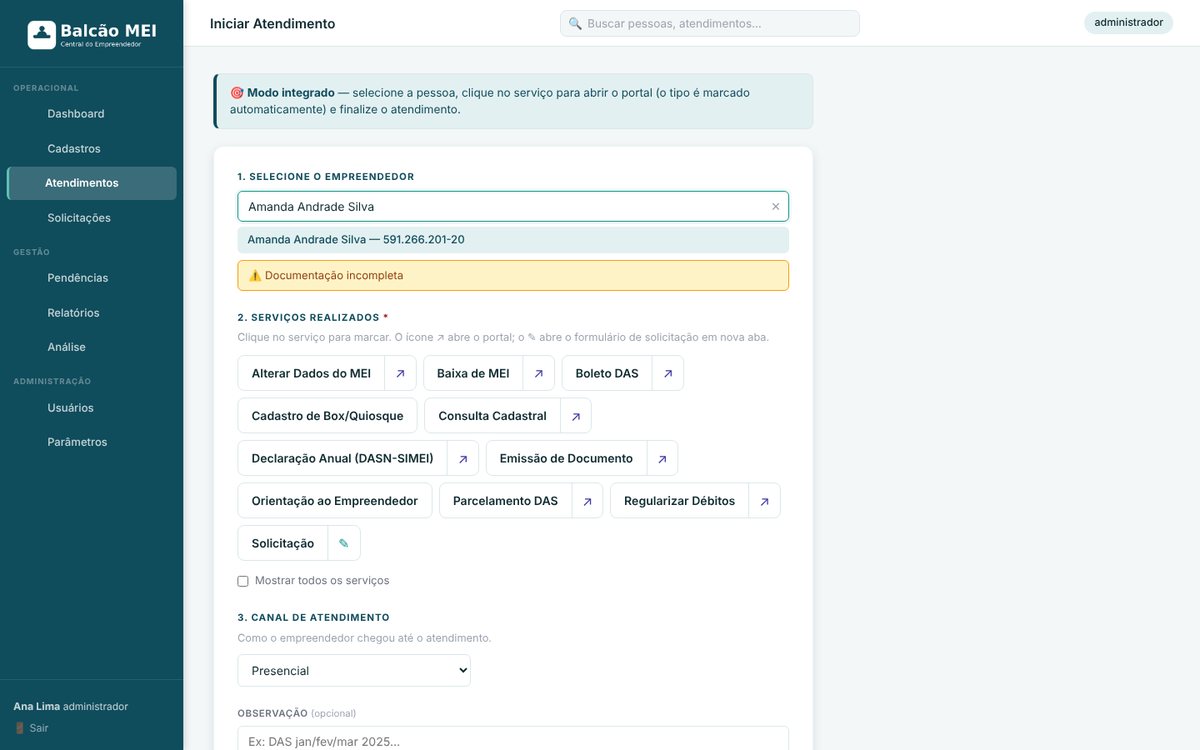 Balcão MEI
Central do Empreendedor
OPERACIONAL
Dashboard
Cadastros
Atendimentos
Solicitações
GESTÃO
Pendências
Relatórios
Análise
ADMINISTRAÇÃO
Usuários
Parâmetros
Ana Lima administrador
Sair
Iniciar Atendimento
Buscar pessoas, atendimentos...
administrador
Modo integrado — selecione a pessoa, clique no serviço para abrir o portal (o tipo é marcado
automaticamente) e finalize o atendimento.
1. SELECIONE O EMPREENDEDOR
Amanda Andrade Silva ×
Amanda Andrade Silva — 591.266.201-20
⚠️ Documentação incompleta
2. SERVIÇOS REALIZADOS *
Clique no serviço para marcar. O ícone ↗ abre o portal; o ✎ abre o formulário de solicitação em nova aba.
Alterar Dados do MEI ↗ Baixa de MEI ↗ Boleto DAS ↗
Cadastro de Box/Quiosque Consulta Cadastral ↗
Declaração Anual (DASN-SIMEI) ↗ Emissão de Documento ↗
Orientação ao Empreendedor Parcelamento DAS ↗ Regularizar Débitos ↗
Solicitação ✎
Mostrar todos os serviços
3. CANAL DE ATENDIMENTO
Como o empreendedor chegou até o atendimento.
Presencial
OBSERVAÇÃO (opcional)
Ex: DAS jan/fev/mar 2025...